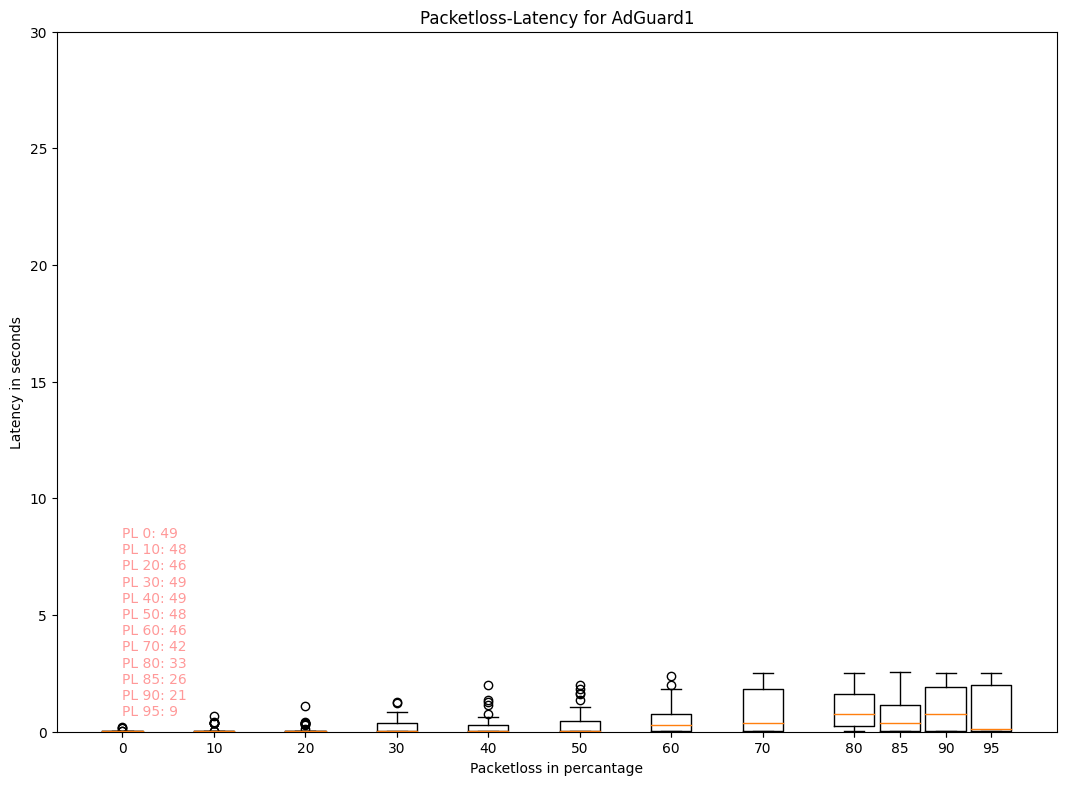 Packetloss-Latency for AdGuard1
30
25
20
15
10
5
0
Latency in seconds
PL 0: 49
PL 10: 48
PL 20: 46
PL 30: 49
PL 40: 49
PL 50: 48
PL 60: 46
PL 70: 42
PL 80: 33
PL 85: 26
PL 90: 21
PL 95: 9
0 10 20 30 40 50 60 70 80 85 90 95
Packetloss in percantage